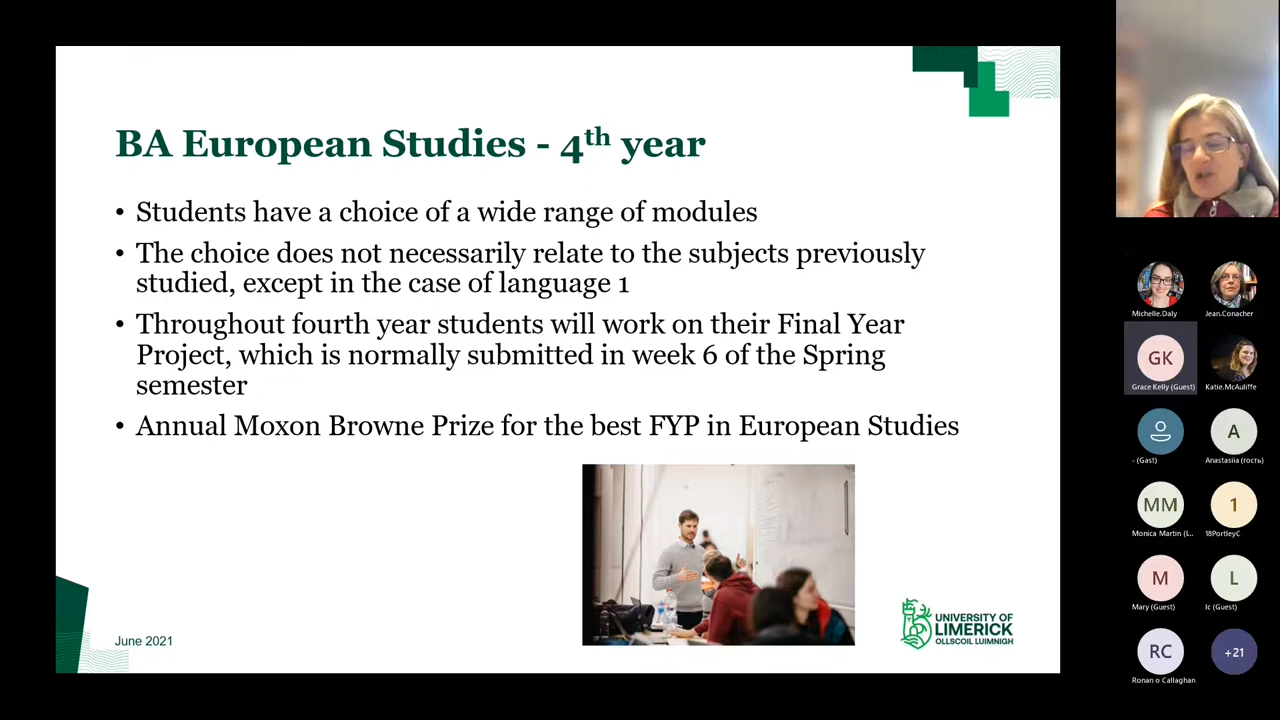 BA European Studies - 4th year
• Students have a choice of a wide range of modules
• The choice does not necessarily relate to the subjects previously
studied, except in the case of language 1
• Throughout fourth year students will work on their Final Year
Project, which is normally submitted in week 6 of the Spring
semester
• Annual Moxon Browne Prize for the best FYP in European Studies
June 2021
UNIVERSITY OF
LIMERICK
OLLSCOIL LUIMNIGH
Michelle.Daly
Jean.Conacher
GK
Grace Kelly (Guest)
Katie.McAuliffe
- (Gast)
A
Anastasiia (гость)
MM
Monica Martin (L...
1
18PortleyC
M
Mary (Guest)
L
lc (Guest)
RC
Ronan o Callaghan
+21